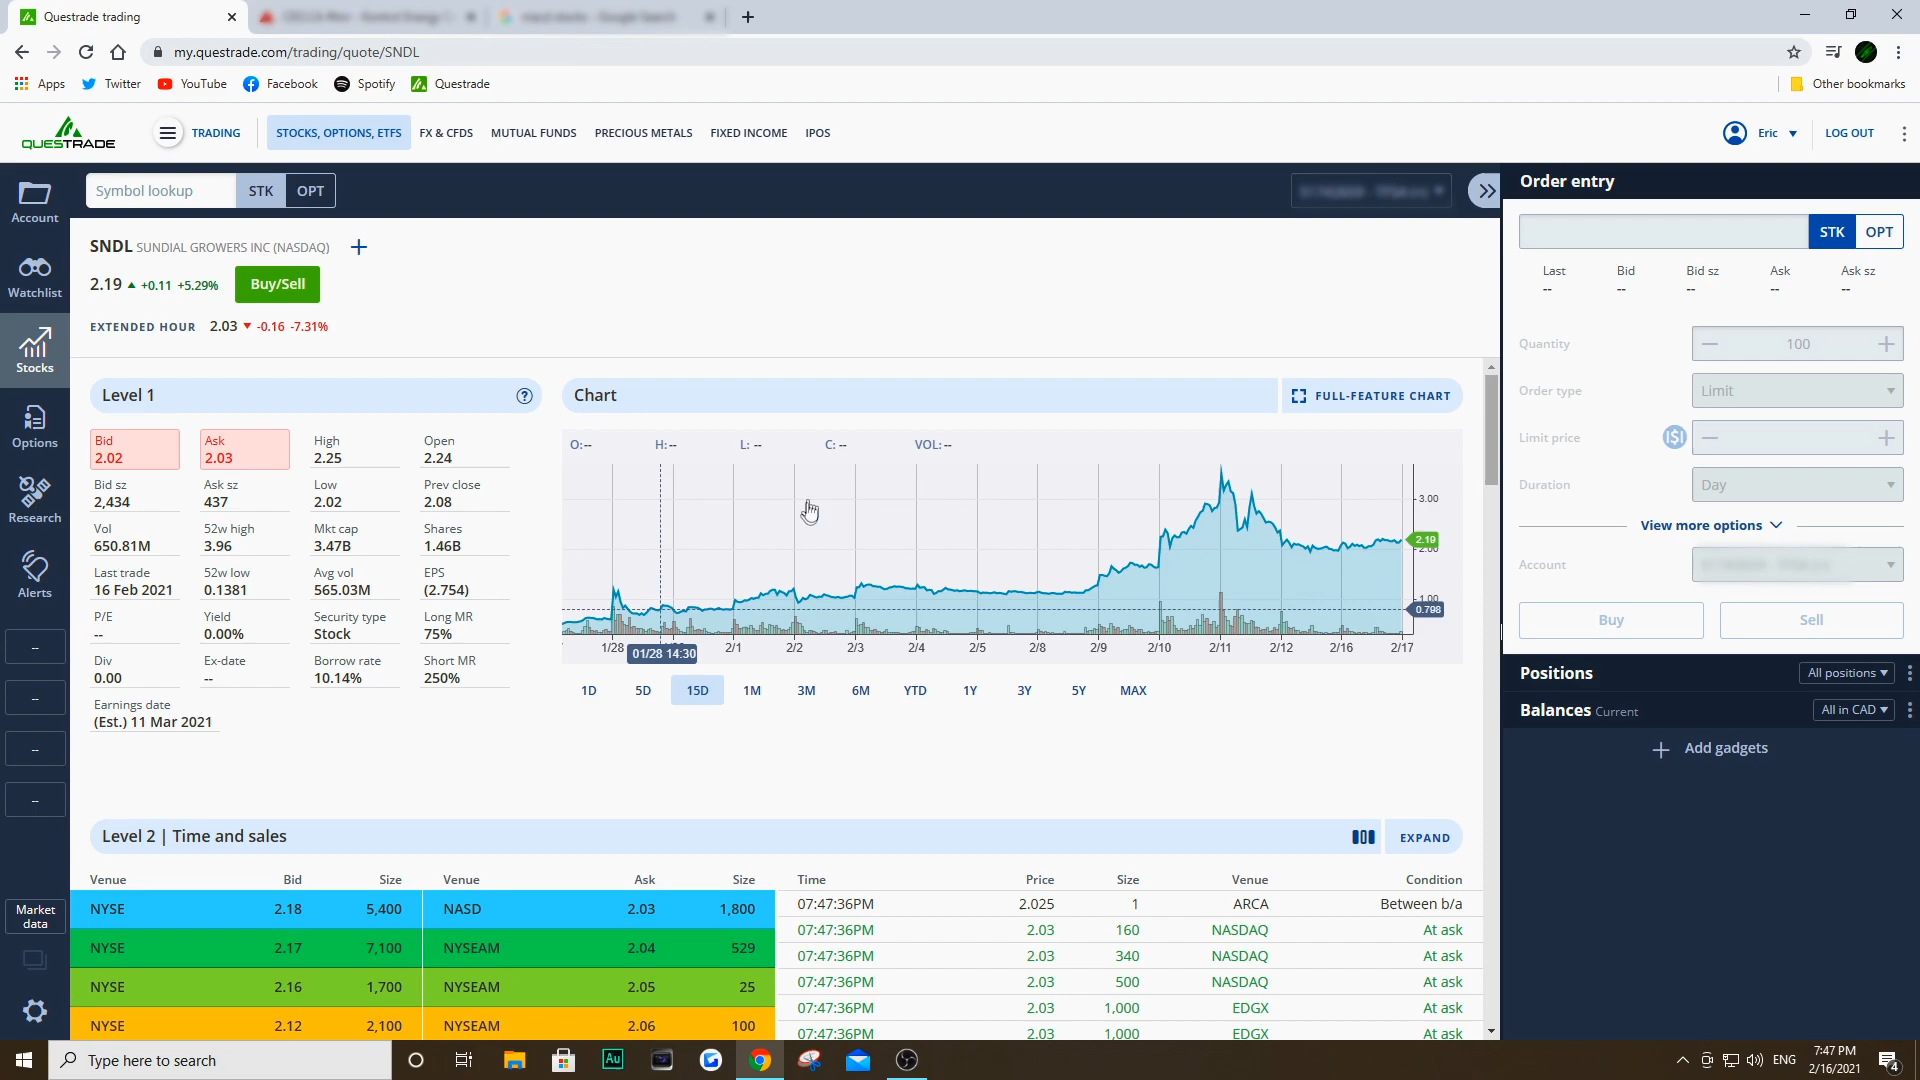 Questrade trading
Google Search
my.questrade.com/trading/quote/SNDL
Apps Twitter YouTube Facebook Spotify Questrade Other bookmarks
QUESTRADE TRADING STOCKS, OPTIONS, ETFS FX & CFDS MUTUAL FUNDS PRECIOUS METALS FIXED INCOME IPOS Eric LOG OUT
Account
Watchlist
Stocks
Options
Research
Alerts
--
--
--
--
Market
data
Symbol lookup STK OPT
SNDL SUNDIAL GROWERS INC (NASDAQ)
2.19 +0.11 +5.29% Buy/Sell
EXTENDED HOUR 2.03 -0.16 -7.31%
Level 1
Bid Ask High Open
2.02 2.03 2.25 2.24
Bid sz Ask sz Low Prev close
2,434 437 2.02 2.08
Vol 52w high Mkt cap Shares
650.81M 3.96 3.47B 1.46B
Last trade 52w low Avg vol EPS
16 Feb 2021 0.1381 565.03M (2.754)
P/E Yield Security type Long MR
-- 0.00% Stock 75%
Div Ex-date Borrow rate Short MR
0.00 -- 10.14% 250%
Earnings date
(Est.) 11 Mar 2021
Chart FULL-FEATURE CHART
O:-- H:-- L: -- C: -- VOL:--
3.00
2.19
2.00
1.00
0.798
1/28 01/28 14:30 2/1 2/2 2/3 2/4 2/5 2/8 2/9 2/10 2/11 2/12 2/16 2/17
1D 5D 15D 1M 3M 6M YTD 1Y 3Y 5Y MAX
Level 2 | Time and sales EXPAND
Venue Bid Size Venue Ask Size
NYSE 2.18 5,400 NASD 2.03 1,800
NYSE 2.17 7,100 NYSEAM 2.04 529
NYSE 2.16 1,700 NYSEAM 2.05 25
NYSE 2.12 2,100 NYSEAM 2.06 100
Time Price Size Venue Condition
07:47:36PM 2.025 1 ARCA Between b/a
07:47:36PM 2.03 160 NASDAQ At ask
07:47:36PM 2.03 340 NASDAQ At ask
07:47:36PM 2.03 500 NASDAQ At ask
07:47:36PM 2.03 1,000 EDGX At ask
07:47:36PM 2.03 1,000 EDGX At ask
Order entry
STK OPT
Last Bid Bid sz Ask Ask sz
-- -- -- -- --
Quantity 100
Order type Limit
Limit price
Duration Day
View more options
Account
Buy Sell
Positions All positions
Balances Current All in CAD
Add gadgets
Type here to search
Au
ENG
7:47 PM
2/16/2021
4